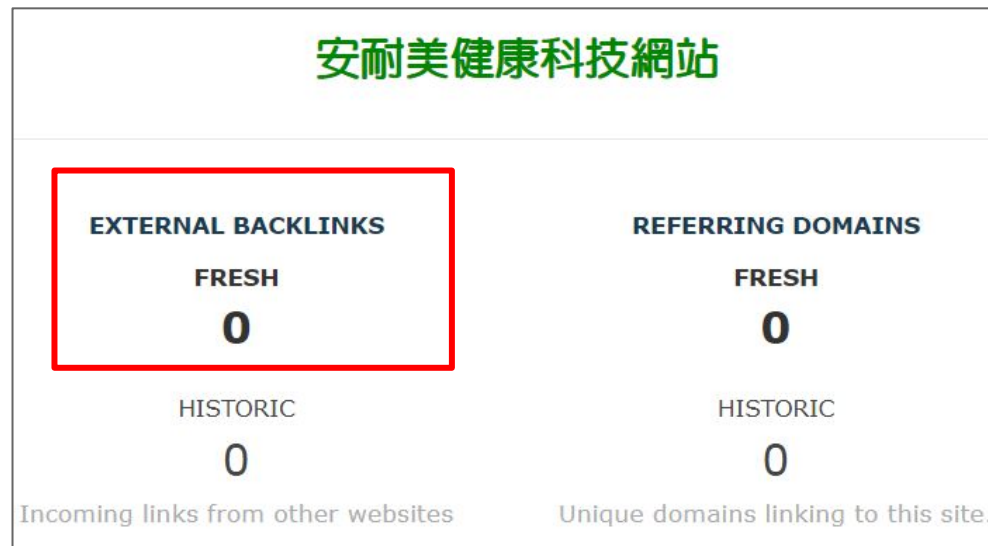 安耐美健康科技網站
EXTERNAL BACKLINKS
FRESH
0
HISTORIC
0
Incoming links from other websites
REFERRING DOMAINS
FRESH
0
HISTORIC
0
Unique domains linking to this site.